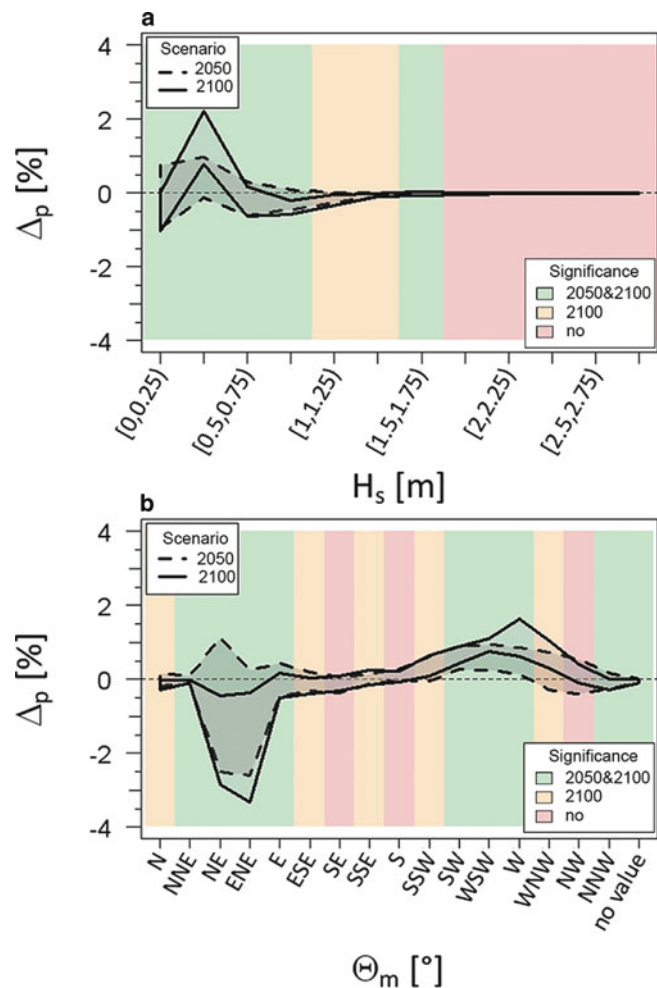 a
4
2
0
-2
-4
Δp [%]
Scenario
2050
2100
Significance
2050&2100
2100
no
[0,0.25)
[0.5,0.75)
[1,1.25)
[1.5,1.75)
[2,2.25)
[2.5,2.75)
Hs [m]
b
4
2
0
-2
-4
Δp [%]
Scenario
2050
2100
Significance
2050&2100
2100
no
N
NNE
NE
ENE
E
ESE
SE
SSE
S
SSW
SW
WSW
W
WNW
NW
NNW
no value
Θm [°]